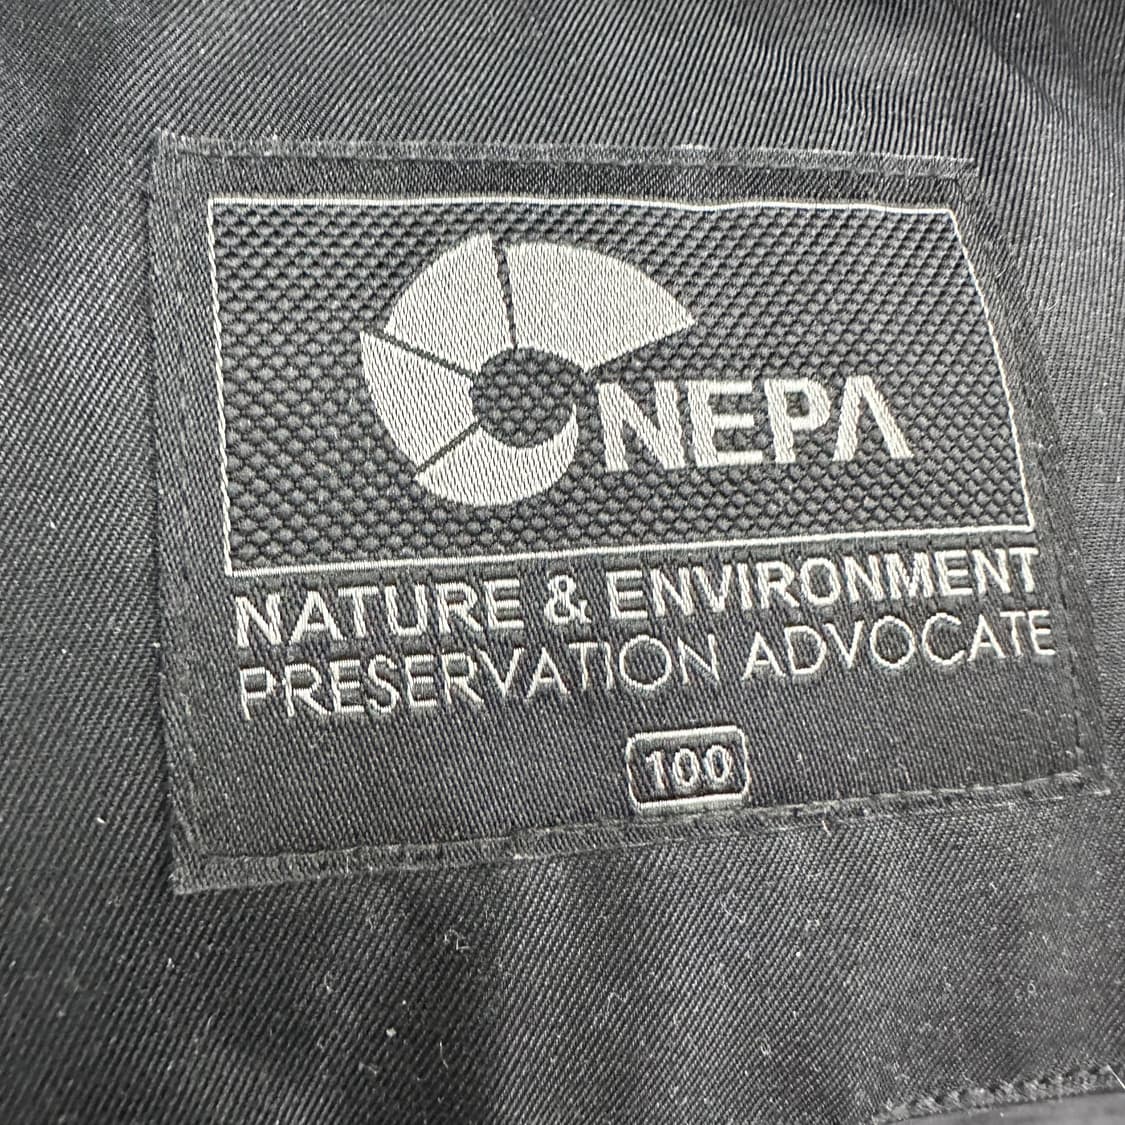 NEPA
NATURE & ENVIRONMENT
PRESERVATION ADVOCATE
100